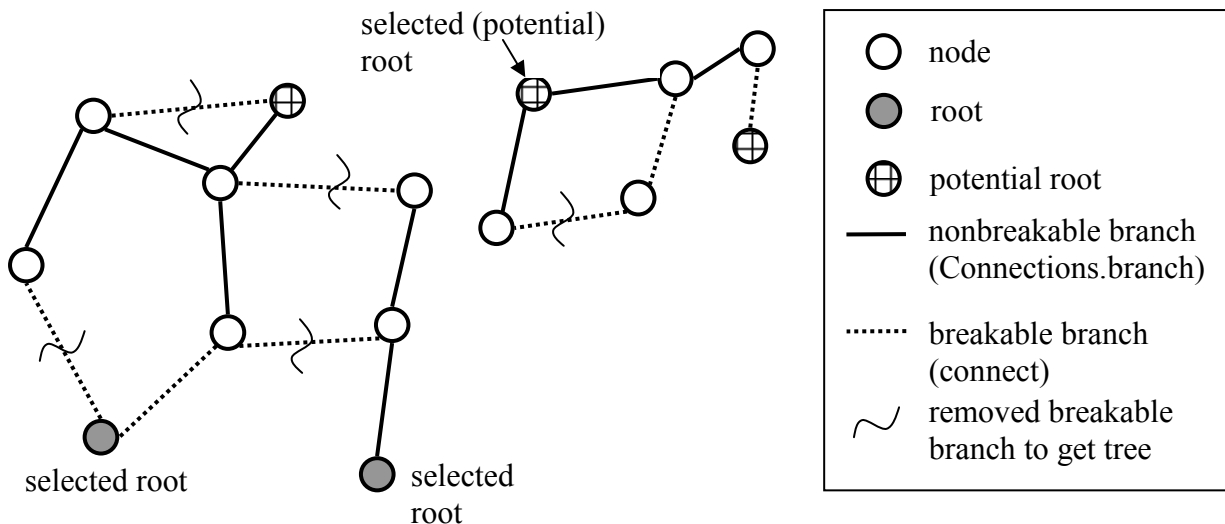 selected (potential)
root
selected root
selected
root
node
root
potential root
nonbreakable branch
(Connections.branch)
breakable branch
(connect)
removed breakable
branch to get tree